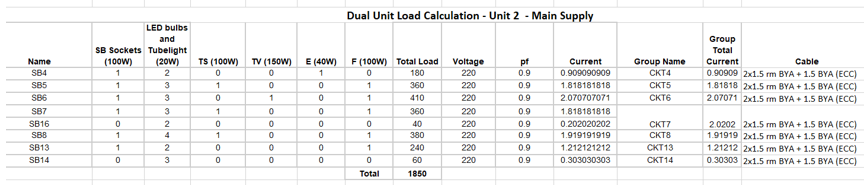 Dual Unit Load Calculation - Unit 2 - Main Supply
Name SB Sockets (100W) LED bulbs and Tubelight (20W) TS (100W) TV (150W) E (40W) F (100W) Total Load Voltage pf Current Group Name Group Total Current Cable
SB4 1 2 0 0 1 0 180 220 0.9 0.909090909 CKT4 0.90909 2x1.5 rm BYA + 1.5 BYA (ECC)
SB5 1 3 1 0 0 1 360 220 0.9 1.818181818 CKT5 1.81818 2x1.5 rm BYA + 1.5 BYA (ECC)
SB6 1 3 0 1 0 1 410 220 0.9 2.070707071 CKT6 2.07071 2x1.5 rm BYA + 1.5 BYA (ECC)
SB7 1 3 1 0 0 1 360 220 0.9 1.818181818
SB16 0 2 0 0 0 0 40 220 0.9 0.202020202 CKT7 2.0202 2x1.5 rm BYA + 1.5 BYA (ECC)
SB8 1 4 1 0 0 1 380 220 0.9 1.919191919 CKT8 1.91919 2x1.5 rm BYA + 1.5 BYA (ECC)
SB13 1 2 0 0 0 1 240 220 0.9 1.212121212 CKT13 1.21212 2x1.5 rm BYA + 1.5 BYA (ECC)
SB14 0 3 0 0 0 0 60 220 0.9 0.303030303 CKT14 0.30303 2x1.5 rm BYA + 1.5 BYA (ECC)
Total 1850